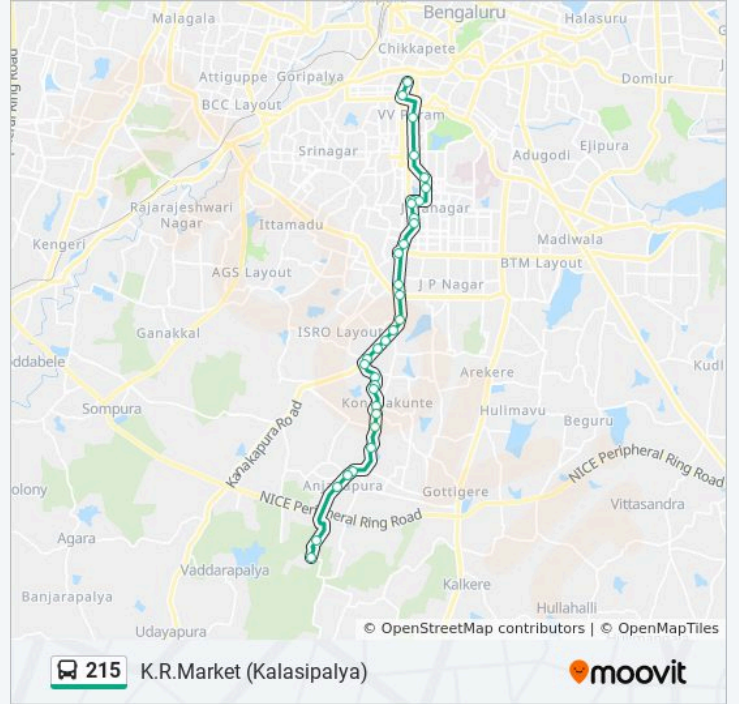 Malagala
Bengaluru
Halasuru
Chikkapete
Attiguppe
Goripalya
Domlur
BCC Layout
VV Puram
Srinagar
Adugodi
Ejipura
Rajarajeshwari
Nagar
Jayanagar
Ittamadu
Kengeri
Madiwala
AGS Layout
BTM Layout
J P Nagar
ISRO Layout
Ganakkal
ddabele
Kudl
Arekere
Sompura
Konanakunte
Hulimavu
Beguru
Kanakapura Road
NICE Peripheral Ring Road
olony
Anjanapura
Gottigere
Vittasandra
NICE Peripheral Ring Road
Agara
Vaddarapalya
Kalkere
Banjarapalya
Hullahalli
Udayapura
© OpenStreetMap contributors | © OpenMapTiles
215 K.R.Market (Kalasipalya)
moovit